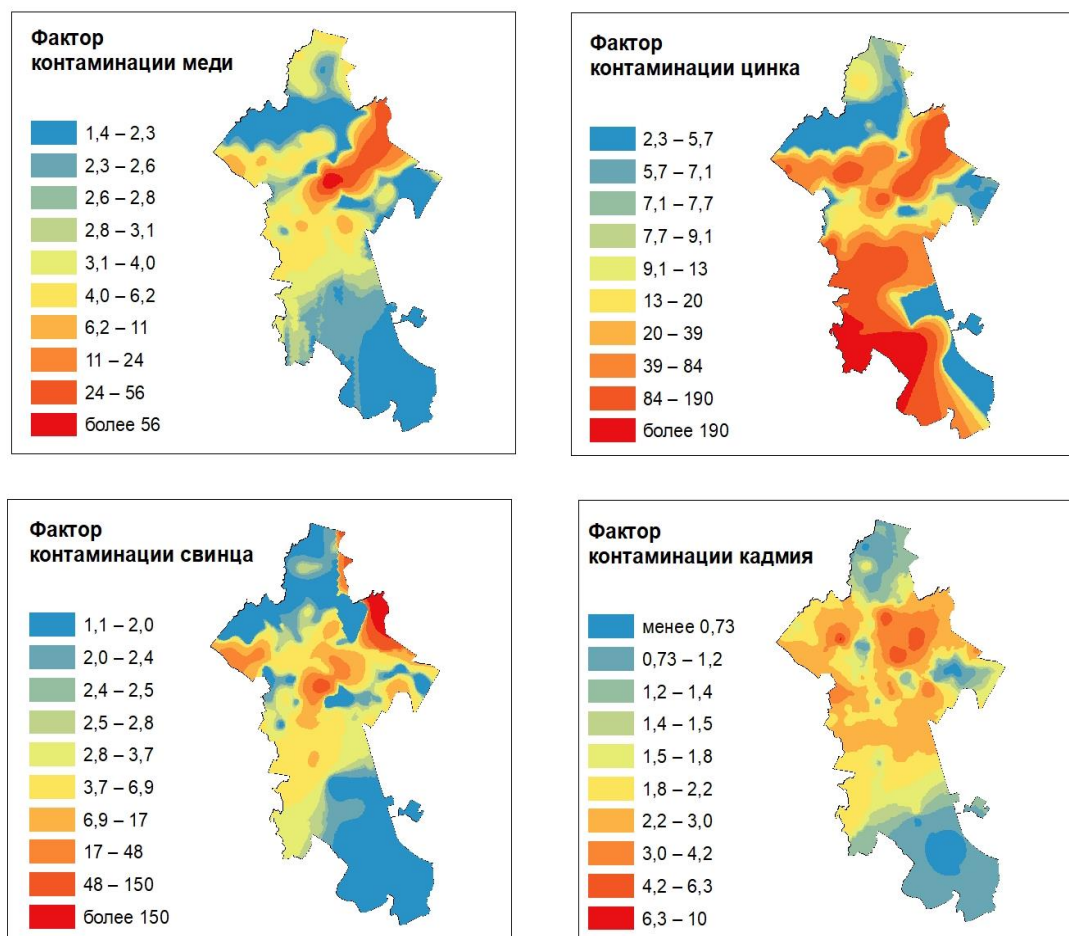 Фактор
контаминации меди
1,4 – 2,3
2,3 – 2,6
2,6 – 2,8
2,8 – 3,1
3,1 – 4,0
4,0 – 6,2
6,2 – 11
11 – 24
24 – 56
более 56
Фактор
контаминации цинка
2,3 – 5,7
5,7 – 7,1
7,1 – 7,7
7,7 – 9,1
9,1 – 13
13 – 20
20 – 39
39 – 84
84 – 190
более 190
Фактор
контаминации свинца
1,1 – 2,0
2,0 – 2,4
2,4 – 2,5
2,5 – 2,8
2,8 – 3,7
3,7 – 6,9
6,9 – 17
17 – 48
48 – 150
более 150
Фактор
контаминации кадмия
менее 0,73
0,73 – 1,2
1,2 – 1,4
1,4 – 1,5
1,5 – 1,8
1,8 – 2,2
2,2 – 3,0
3,0 – 4,2
4,2 – 6,3
6,3 – 10